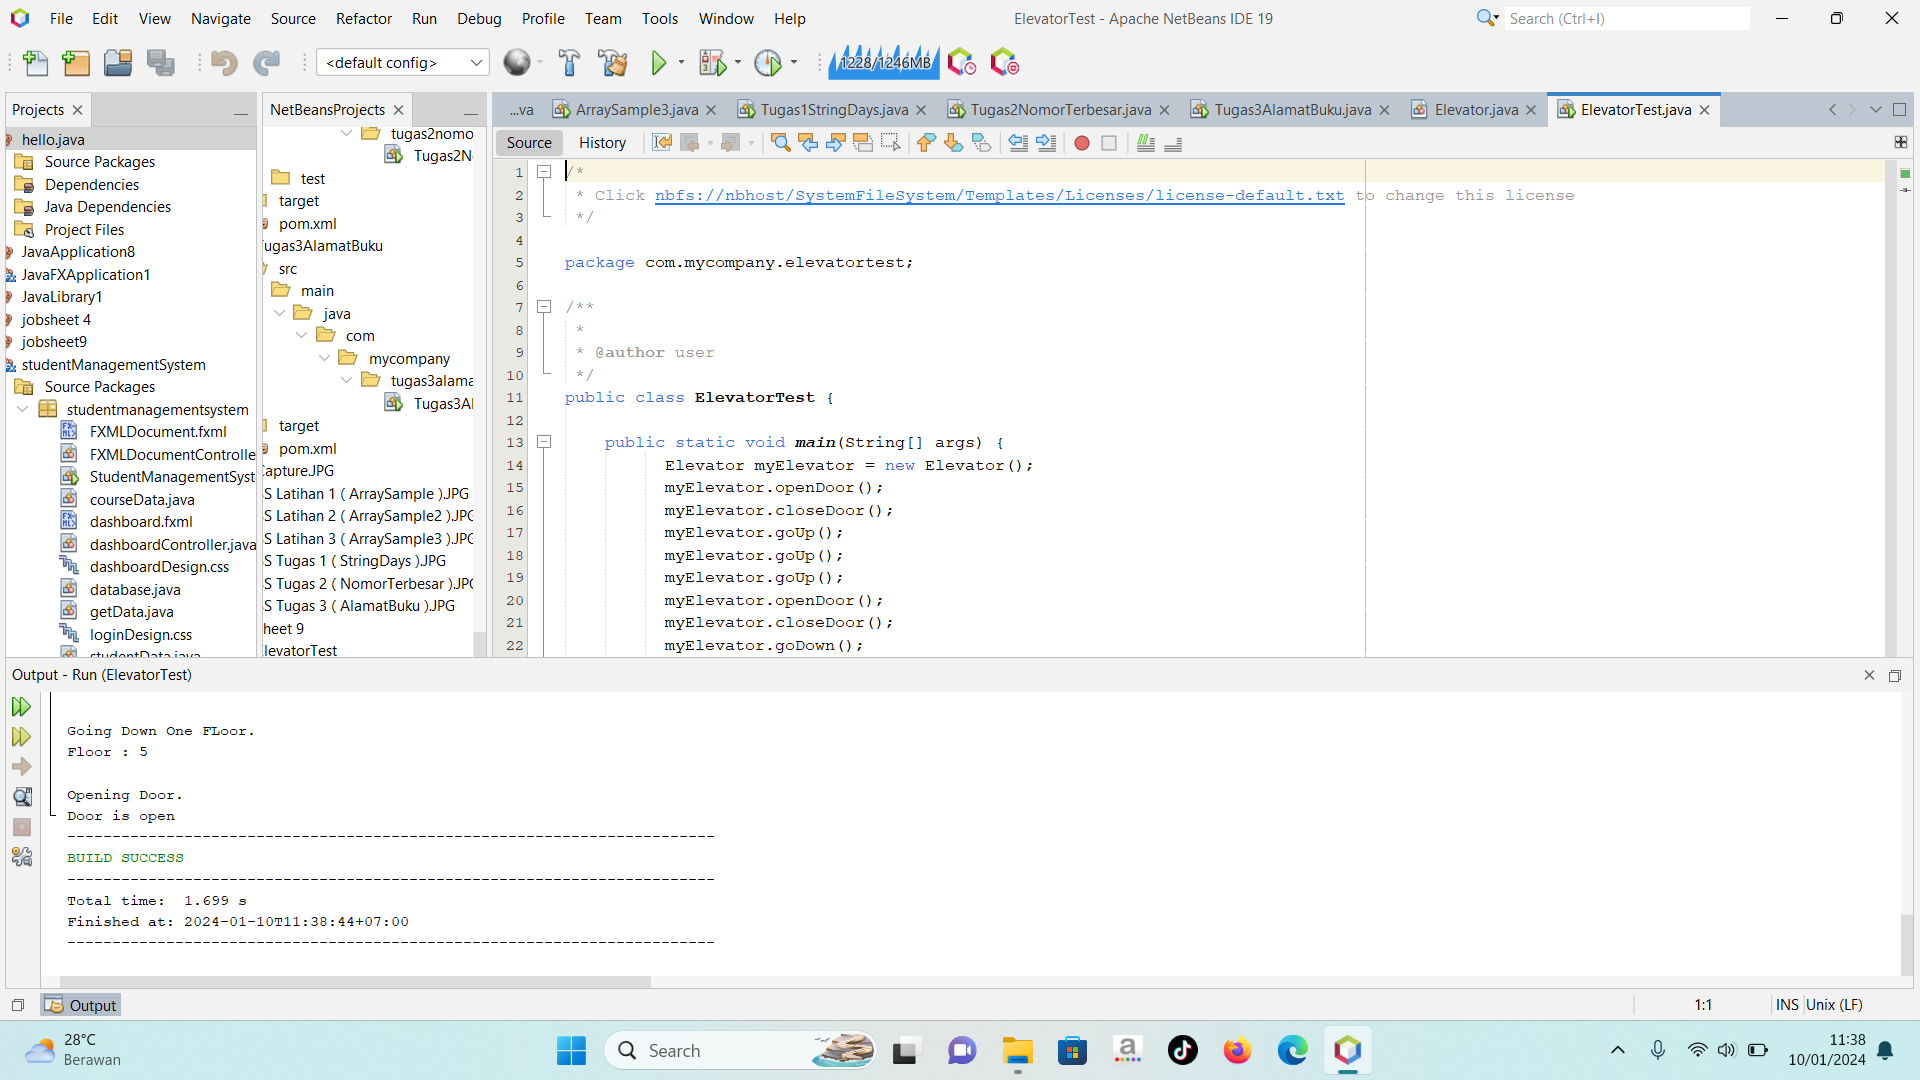 File Edit View Navigate Source Refactor Run Debug Profile Team Tools Window Help
ElevatorTest - Apache NetBeans IDE 19
Search (Ctrl+I)
<default config>
1228/1246MB
Projects
hello.java
Source Packages
Dependencies
Java Dependencies
Project Files
JavaApplication8
JavaFXApplication1
JavaLibrary1
jobsheet 4
jobsheet9
studentManagementSystem
Source Packages
studentmanagementsystem
FXMLDocument.fxml
FXMLDocumentControlle
StudentManagementSyst
courseData.java
dashboard.fxml
dashboardController.java
dashboardDesign.css
database.java
getData.java
loginDesign.css
studentData.java
NetBeansProjects
tugas2nomo
Tugas2N
test
target
pom.xml
Tugas3AlamatBuku
src
main
java
com
mycompany
tugas3alama
Tugas3Al
target
pom.xml
Capture.JPG
S Latihan 1 ( ArraySample ).JPG
S Latihan 2 ( ArraySample2 ).JPG
S Latihan 3 ( ArraySample3 ).JPG
S Tugas 1 ( StringDays ).JPG
S Tugas 2 ( NomorTerbesar ).JPG
S Tugas 3 ( AlamatBuku ).JPG
heet 9
levatorTest
...va ArraySample3.java Tugas1StringDays.java Tugas2NomorTerbesar.java Tugas3AlamatBuku.java Elevator.java ElevatorTest.java
Source History
1 /*
2 * Click nbfs://nbhost/SystemFileSystem/Templates/Licenses/license-default.txt to change this license
3 */
4
5 package com.mycompany.elevatortest;
6
7 /**
8 *
9 * @author user
10 */
11 public class ElevatorTest {
12
13 public static void main(String[] args) {
14 Elevator myElevator = new Elevator();
15 myElevator.openDoor();
16 myElevator.closeDoor();
17 myElevator.goUp();
18 myElevator.goUp();
19 myElevator.goUp();
20 myElevator.openDoor();
21 myElevator.closeDoor();
22 myElevator.goDown();
Output - Run (ElevatorTest)
Going Down One FLoor.
Floor : 5
Opening Door.
Door is open
------------------------------------------------------------------------
BUILD SUCCESS
------------------------------------------------------------------------
Total time:  1.699 s
Finished at: 2024-01-10T11:38:44+07:00
------------------------------------------------------------------------
Output
1:1 INS Unix (LF)
28°C
Berawan
Search
11:38
10/01/2024